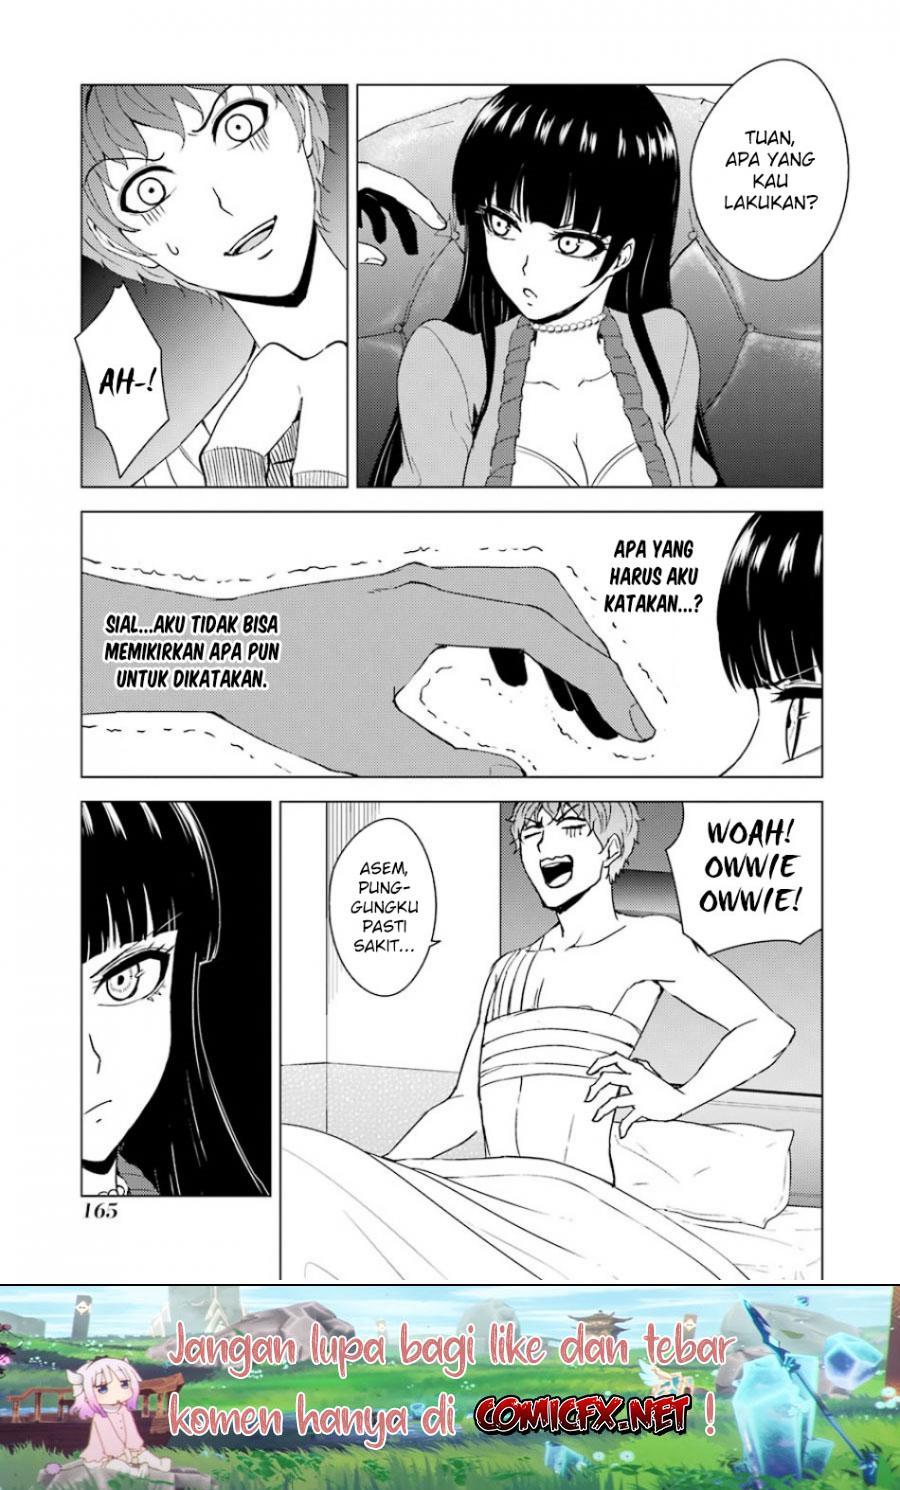 TUAN,
APA YANG
KAU
LAKUKAN?
AH-!
APA YANG
HARUS AKU
KATAKAN...?
SIAL...AKU TIDAK BISA
MEMIKIRKAN APA PUN
UNTUK DIKATAKAN.
WOAH!
OWWIE
OWWIE!
ASEM,
PUNG-
GUNGKU
PASTI
SAKIT...
165
Jangan lupa bagi like dan tebar
komen hanya di COMICFX.NET !